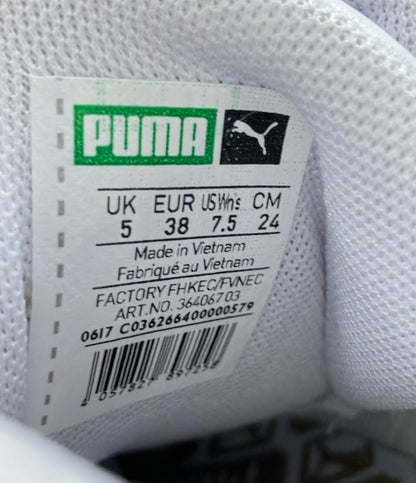 PUMA
UK EUR US Wn's CM
5 38 7.5 24
Made in Vietnam
Fabriqué au Vietnam
FACTORY FHKEC/FVNEC
ART.NO. 364067 03
0617 C036266400000579